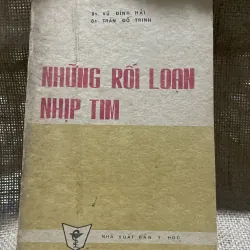 Bs VŨ ĐÌNH HẢI
Bs TRẦN ĐỖ TRINH
NHỮNG RỐI LOẠN
NHỊP TIM
NHÀ XUẤT BẢN Y HỌC